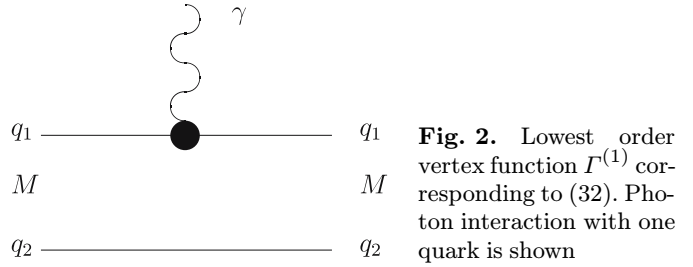 γ
q₁ q₁
M M
q₂ q₂
Fig. 2. Lowest order
vertex function Γ⁽¹⁾ cor-
responding to (32). Pho-
ton interaction with one
quark is shown